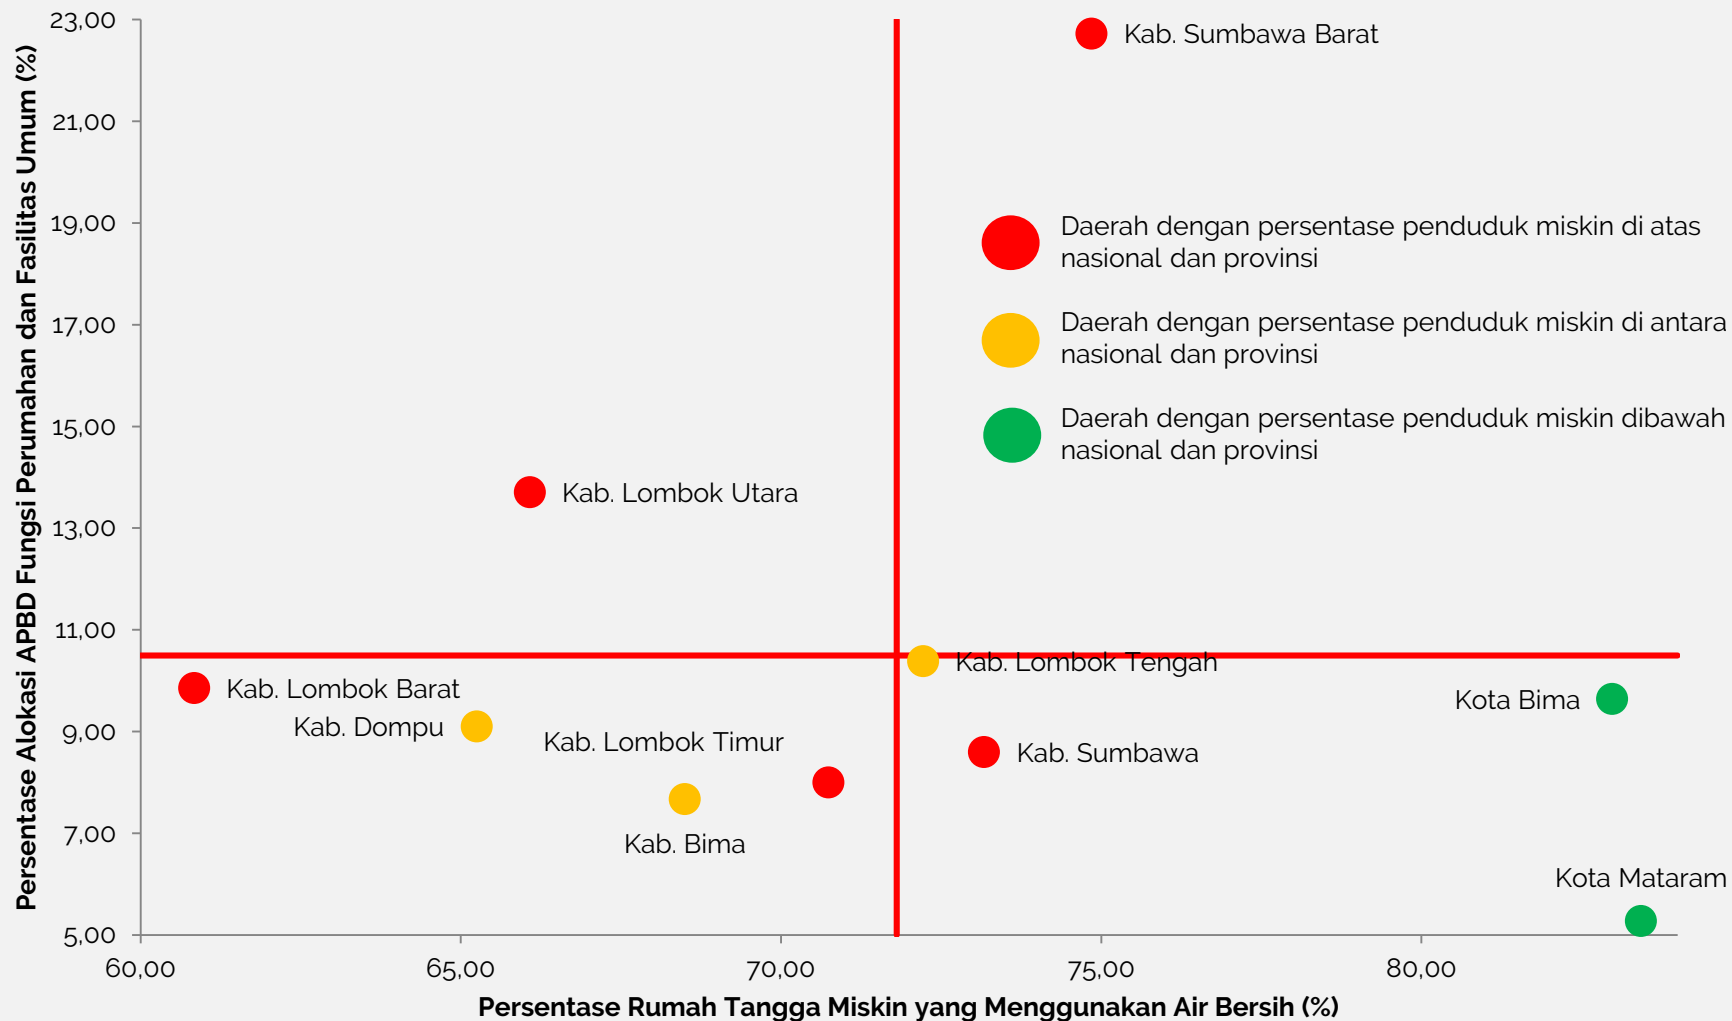 Persentase Alokasi APBD Fungsi Perumahan dan Fasilitas Umum (%)
23,00
21,00
19,00
17,00
15,00
13,00
11,00
9,00
7,00
5,00
Kab. Sumbawa Barat
Daerah dengan persentase penduduk miskin di atas
nasional dan provinsi
Daerah dengan persentase penduduk miskin di antara
nasional dan provinsi
Daerah dengan persentase penduduk miskin dibawah
nasional dan provinsi
Kab. Lombok Utara
Kab. Lombok Tengah
Kab. Lombok Barat
Kota Bima
Kab. Dompu
Kab. Lombok Timur
Kab. Sumbawa
Kab. Bima
Kota Mataram
60,00
65,00
70,00
75,00
80,00
Persentase Rumah Tangga Miskin yang Menggunakan Air Bersih (%)